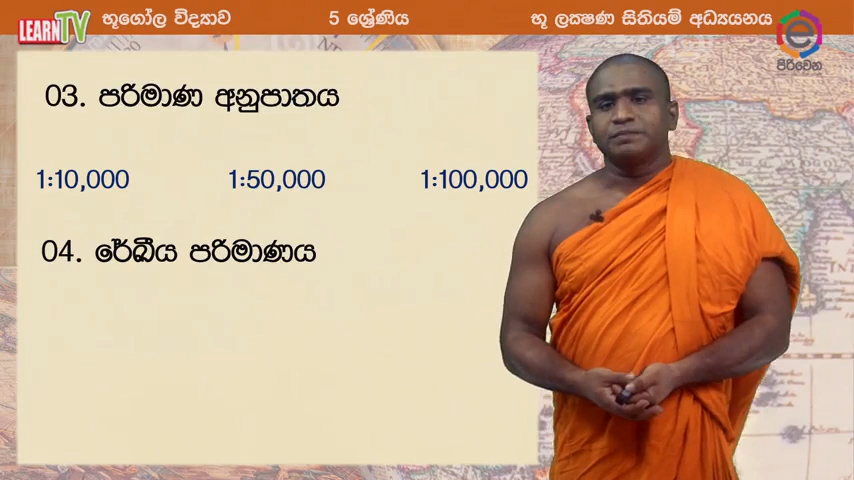 LEARN TV
භූගෝල විද්‍යාව 5 ශ්‍රේණිය භූ ලක්ෂණ සිතියම් අධ්‍යයනය
e
පිරිවෙන
03. පරිමාණ අනුපාතය
1:10,000 1:50,000 1:100,000
04. රේඛීය පරිමාණය